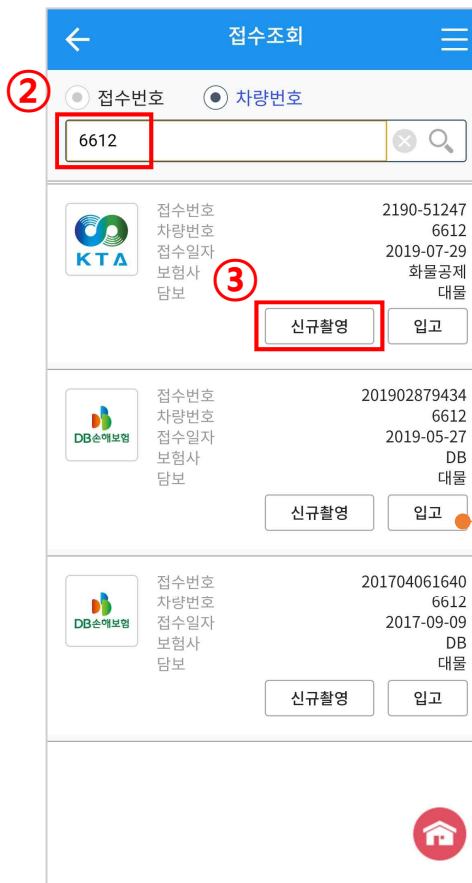 접수조회
②
접수번호 차량번호
6612
KTA
접수번호 2190-51247
차량번호 6612
접수일자 2019-07-29
보험사 화물공제
담보 대물
③
신규촬영 입고
DB손해보험
접수번호 201902879434
차량번호 6612
접수일자 2019-05-27
보험사 DB
담보 대물
신규촬영 입고
DB손해보험
접수번호 201704061640
차량번호 6612
접수일자 2017-09-09
보험사 DB
담보 대물
신규촬영 입고